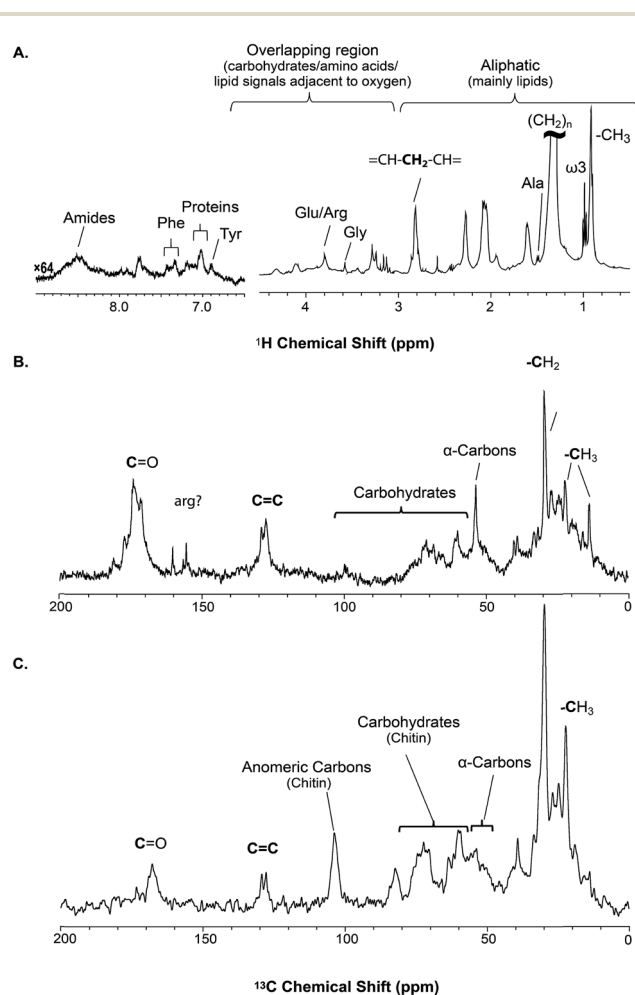 A.
Overlapping region
(carbohydrates/amino acids/
lipid signals adjacent to oxygen)
Aliphatic
(mainly lipids)
(CH2)n
-CH3
=CH-CH2-CH=
ω3
Ala
Glu/Arg
Gly
Amides
Phe
Proteins
Tyr
×64
8.0 7.0 4 3 2 1
1H Chemical Shift (ppm)
B.
-CH2
C=O
arg?
C=C
Carbohydrates
α-Carbons
-CH3
200 150 100 50 0
C.
-CH3
Carbohydrates
(Chitin)
α-Carbons
Anomeric Carbons
(Chitin)
C=O
C=C
200 150 100 50 0
13C Chemical Shift (ppm)